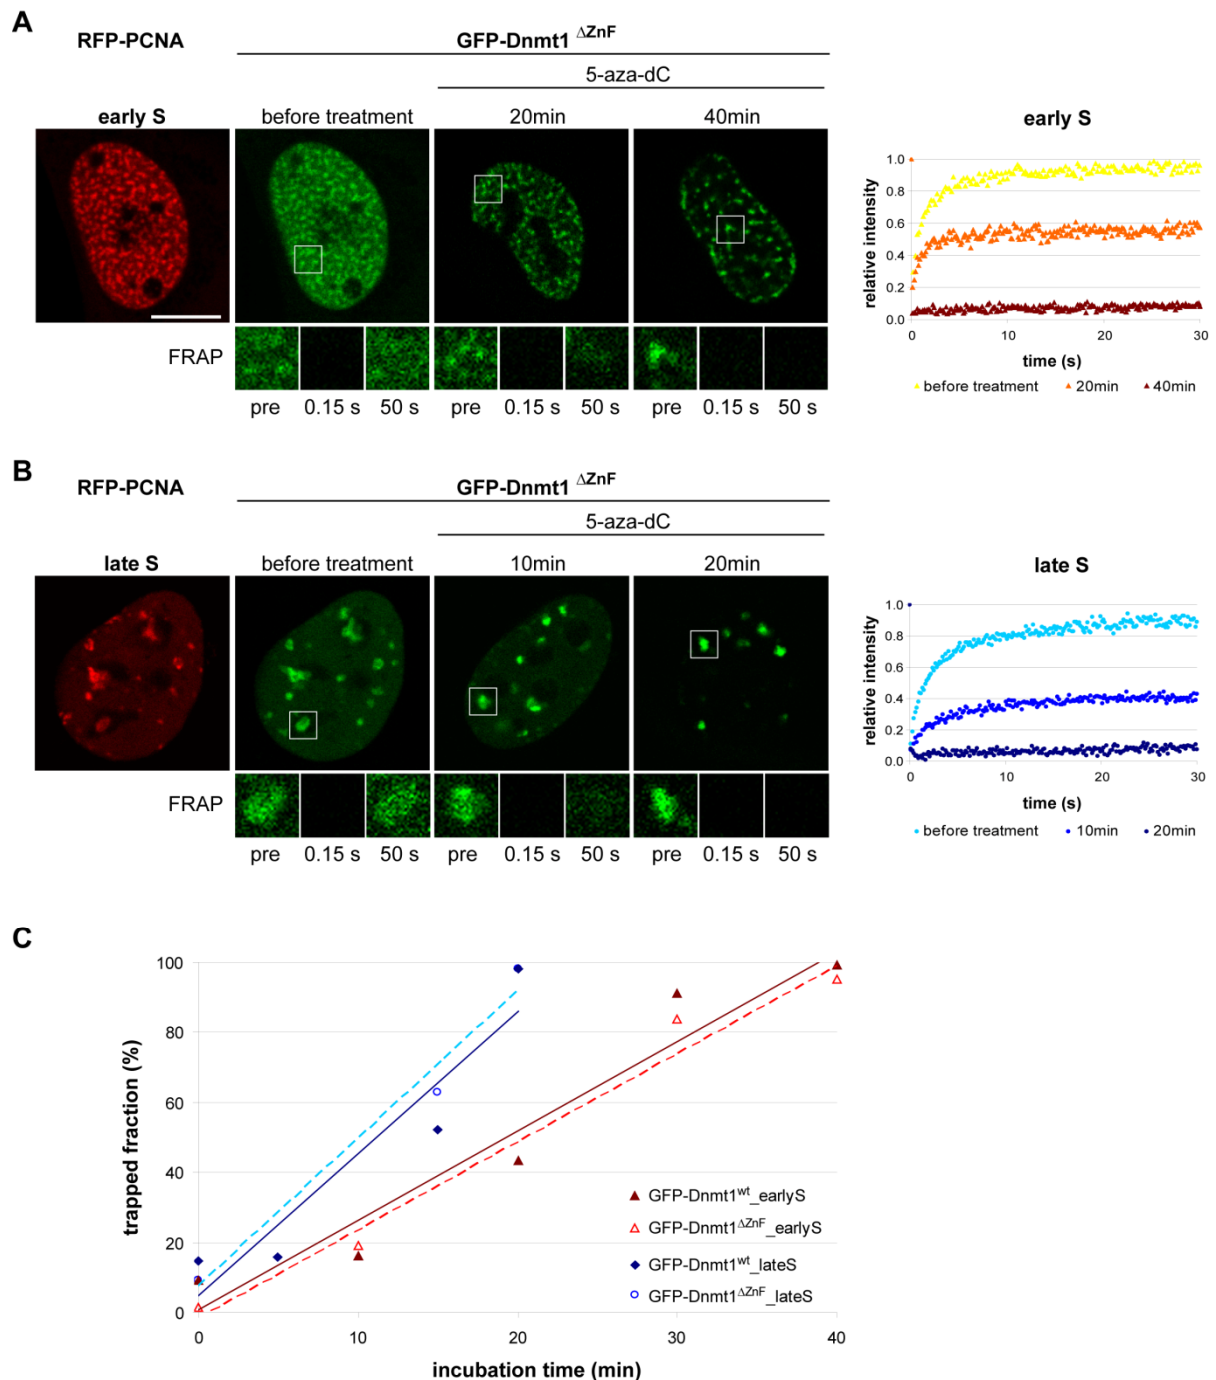 A
RFP-PCNA
GFP-Dnmt1 ΔZnF
5-aza-dC
early S
before treatment
20min
40min
FRAP
pre 0.15 s 50 s pre 0.15 s 50 s pre 0.15 s 50 s
early S
relative intensity
1.0
0.8
0.6
0.4
0.2
0.0
0 10 20 30
time (s)
before treatment 20min 40min
B
RFP-PCNA
GFP-Dnmt1 ΔZnF
5-aza-dC
late S
before treatment
10min
20min
FRAP
pre 0.15 s 50 s pre 0.15 s 50 s pre 0.15 s 50 s
late S
relative intensity
1.0
0.8
0.6
0.4
0.2
0.0
0 10 20 30
time (s)
before treatment 10min 20min
C
trapped fraction (%)
100
80
60
40
20
0
0 10 20 30 40
incubation time (min)
GFP-Dnmt1wt_earlyS
GFP-Dnmt1ΔZnF_earlyS
GFP-Dnmt1wt_lateS
GFP-Dnmt1ΔZnF_lateS